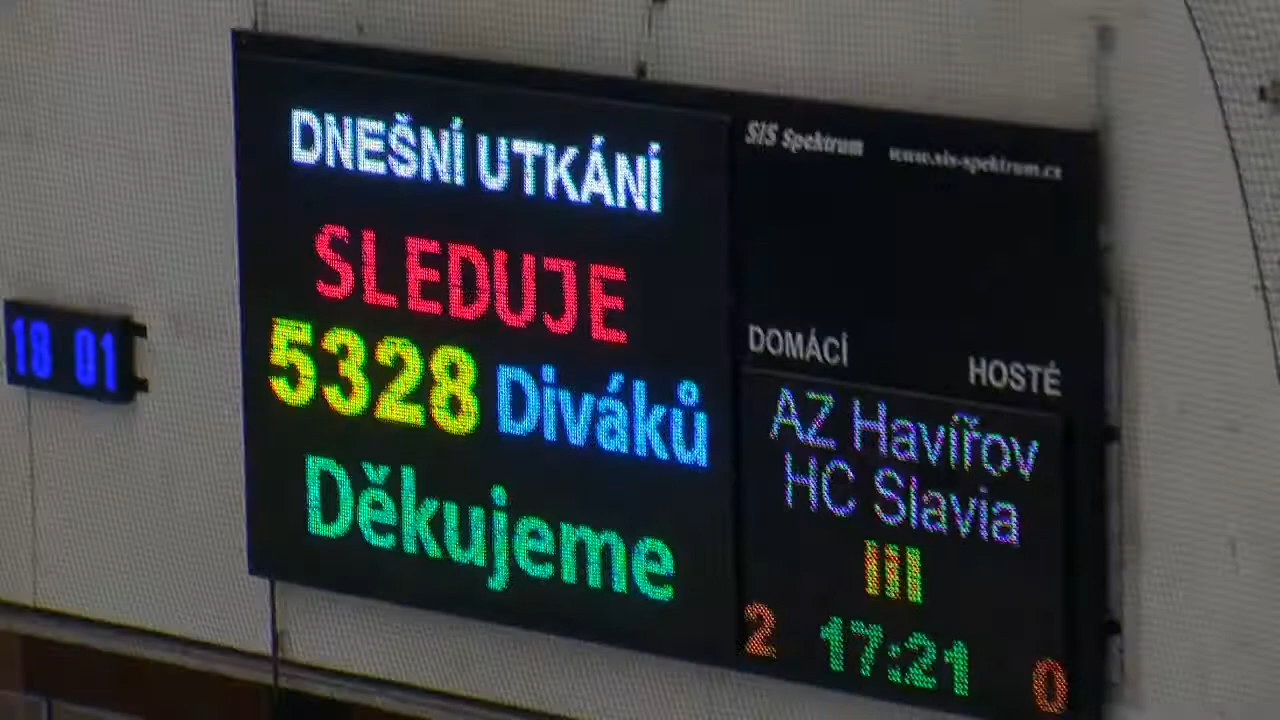 18 01
DNEŠNÍ UTKÁNÍ
SLEDUJE
5328 Diváků
Děkujeme
SIS Spektrum www.sis-spektrum.cz
DOMÁCÍ HOSTÉ
AZ Havířov
HC Slavia
III
2 17:21 0